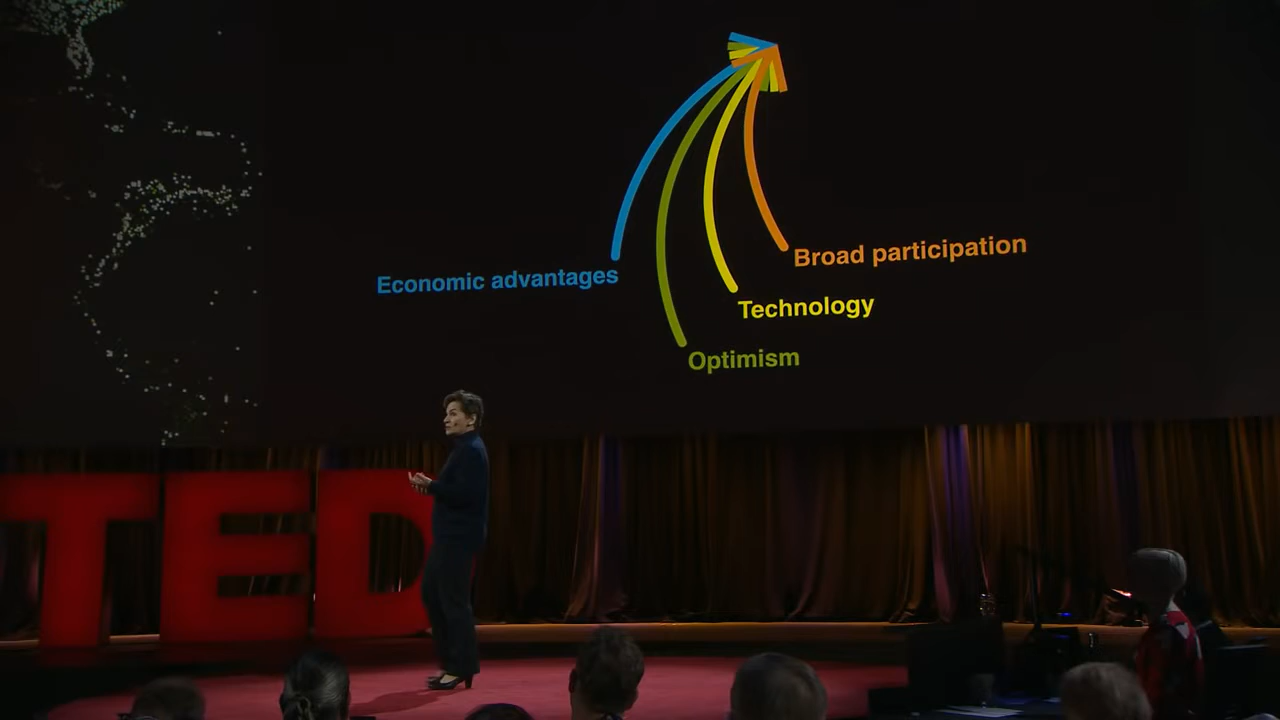 Economic advantages
Broad participation
Technology
Optimism
TED